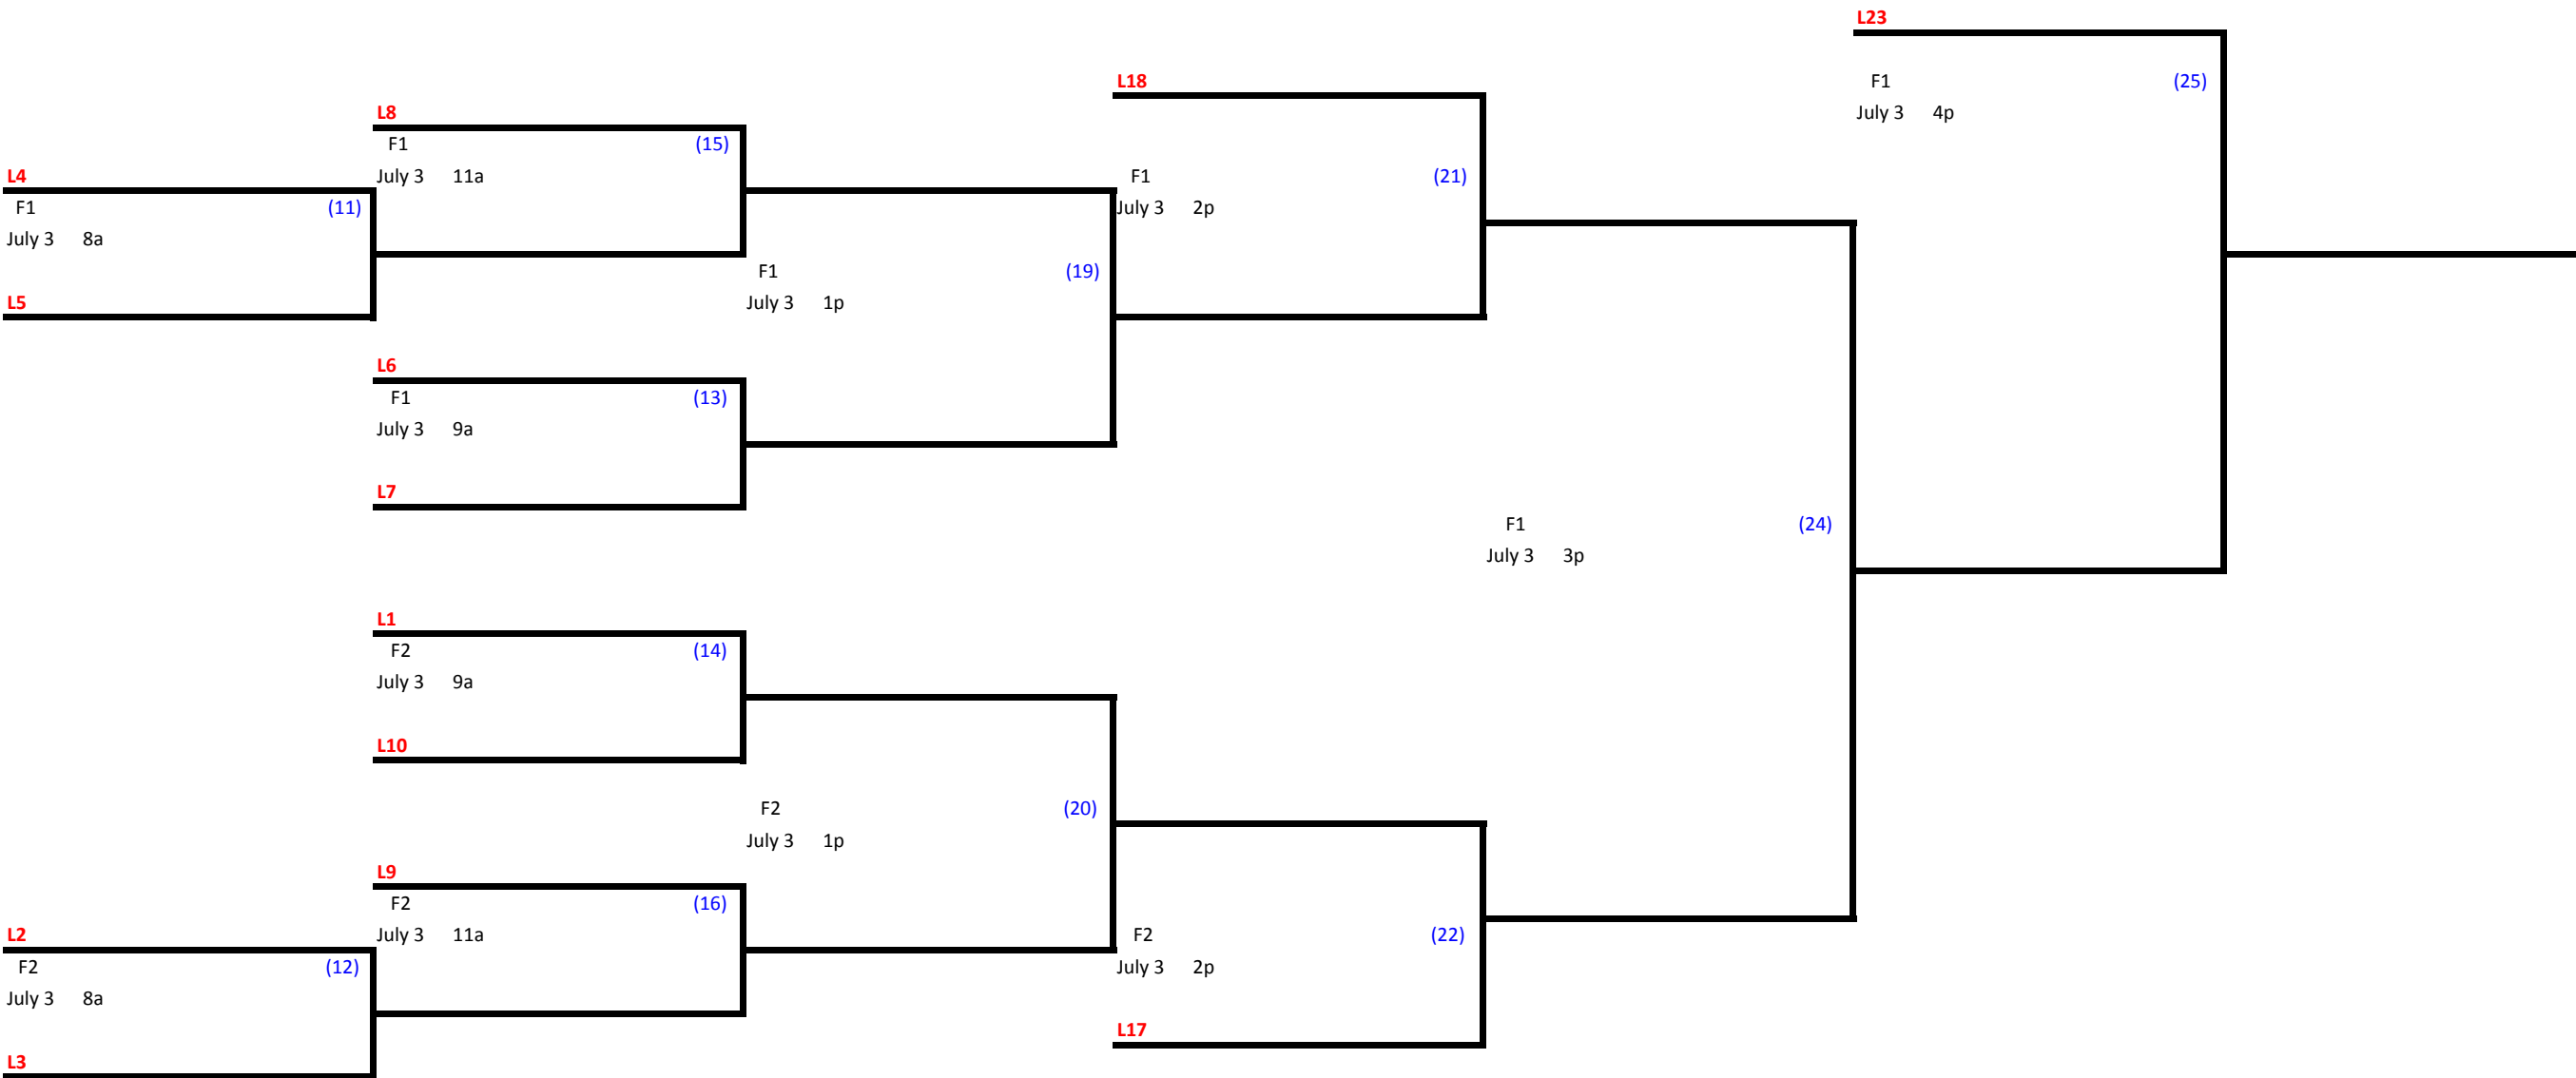 L23
L18
F1 (25)
July 3 4p
L8
F1 (15)
July 3 11a
L4
F1 (11)
July 3 8a
L5
F1 (21)
July 3 2p
F1 (19)
July 3 1p
L6
F1 (13)
July 3 9a
L7
F1 (24)
July 3 3p
L1
F2 (14)
July 3 9a
L10
F2 (20)
July 3 1p
L9
F2 (16)
July 3 11a
L2
F2 (12)
July 3 8a
L3
F2 (22)
July 3 2p
L17